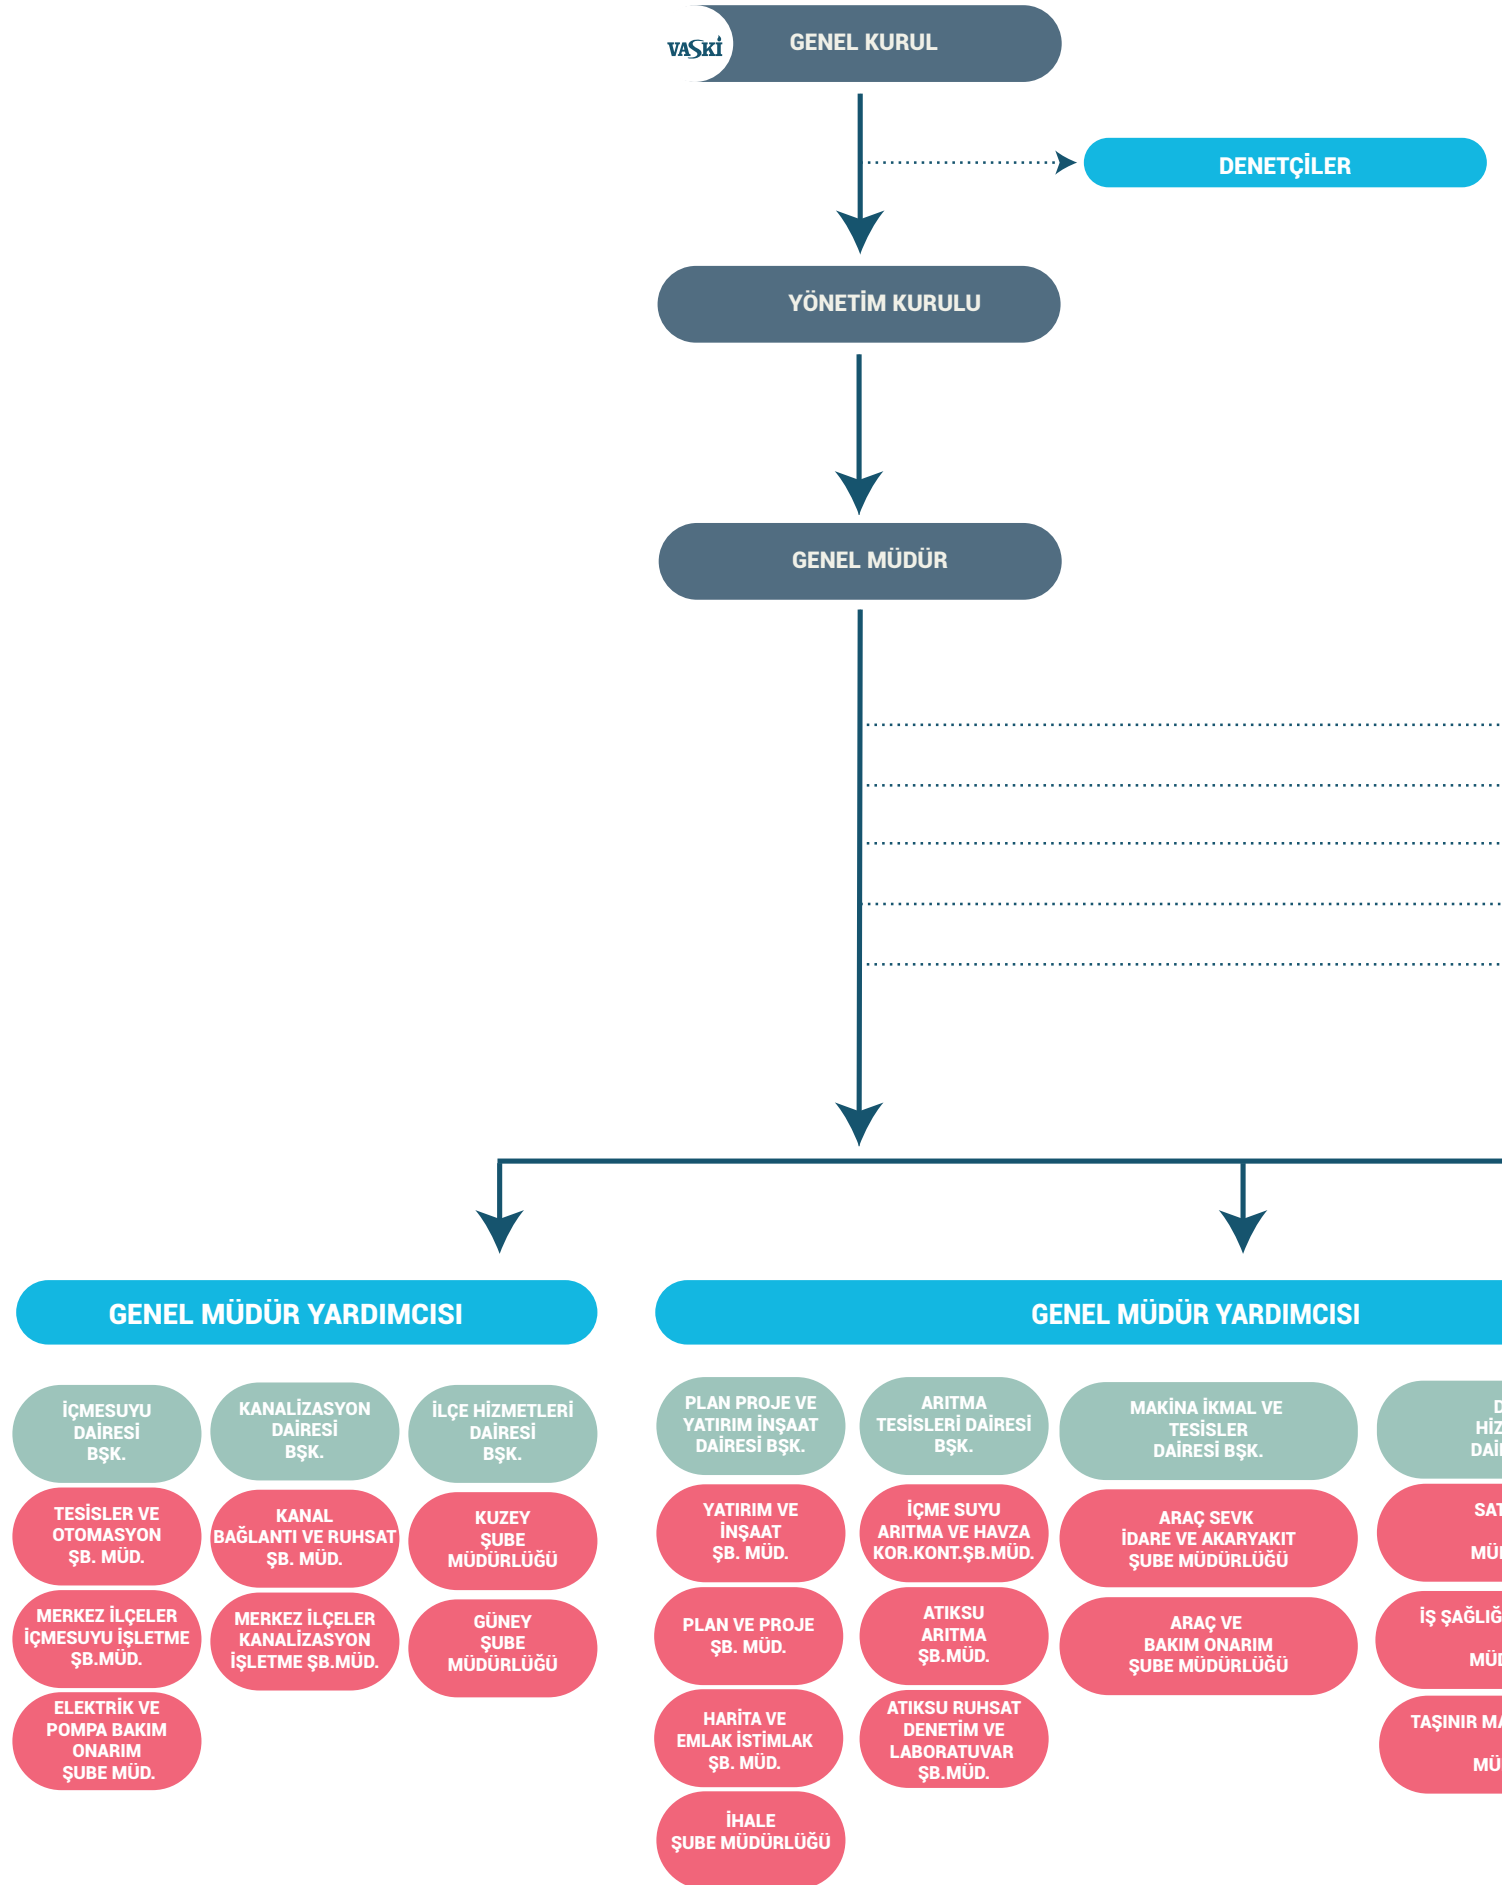 VASKİ
GENEL KURUL
DENETÇİLER
YÖNETİM KURULU
GENEL MÜDÜR
GENEL MÜDÜR YARDIMCISI
İÇMESUYU
DAİRESİ
BŞK.
TESİSLER VE
OTOMASYON
ŞB. MÜD.
MERKEZ İLÇELER
İÇMESUYU İŞLETME
ŞB.MÜD.
ELEKTRİK VE
POMPA BAKIM
ONARIM
ŞUBE MÜD.
KANALİZASYON
DAİRESİ
BŞK.
KANAL
BAĞLANTI VE RUHSAT
ŞB. MÜD.
MERKEZ İLÇELER
KANALİZASYON
İŞLETME ŞB.MÜD.
İLÇE HİZMETLERİ
DAİRESİ
BŞK.
KUZEY
ŞUBE
MÜDÜRLÜĞÜ
GÜNEY
ŞUBE
MÜDÜRLÜĞÜ
GENEL MÜDÜR YARDIMCISI
PLAN PROJE VE
YATIRIM İNŞAAT
DAİRESİ BŞK.
YATIRIM VE
İNŞAAT
ŞB. MÜD.
PLAN VE PROJE
ŞB. MÜD.
HARİTA VE
EMLAK İSTİMLAK
ŞB. MÜD.
İHALE
ŞUBE MÜDÜRLÜĞÜ
ARITMA
TESİSLERİ DAİRESİ
BŞK.
İÇME SUYU
ARITMA VE HAVZA
KOR.KONT.ŞB.MÜD.
ATIKSU
ARITMA
ŞB.MÜD.
ATIKSU RUHSAT
DENETİM VE
LABORATUVAR
ŞB.MÜD.
MAKİNA İKMAL VE
TESİSLER
DAİRESİ BŞK.
ARAÇ SEVK
İDARE VE AKARYAKIT
ŞUBE MÜDÜRLÜĞÜ
ARAÇ VE
BAKIM ONARIM
ŞUBE MÜDÜRLÜĞÜ
İŞ
TAŞINIR